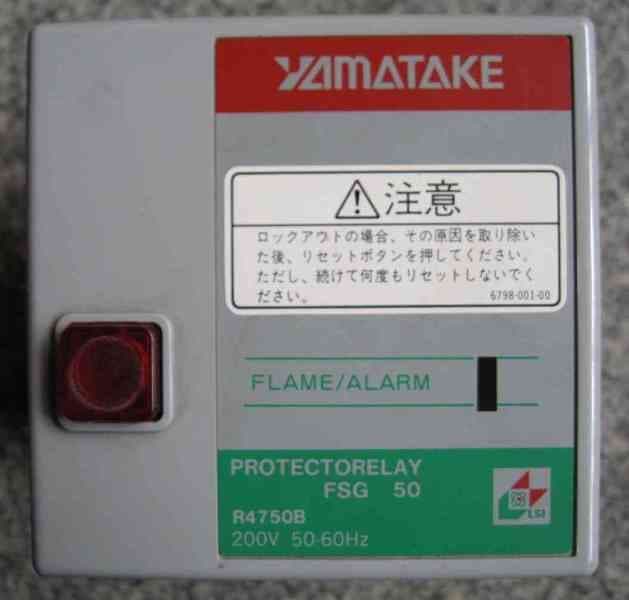 YAMATAKE
注意
ロックアウトの場合、その原因を取り除い
た後、リセットボタンを押してください。
ただし、続けて何度もリセットしないでく
ださい。 6798-001-00
FLAME/ALARM
PROTECTORELAY
FSG 50
R4750B
200V 50-60Hz
LSI